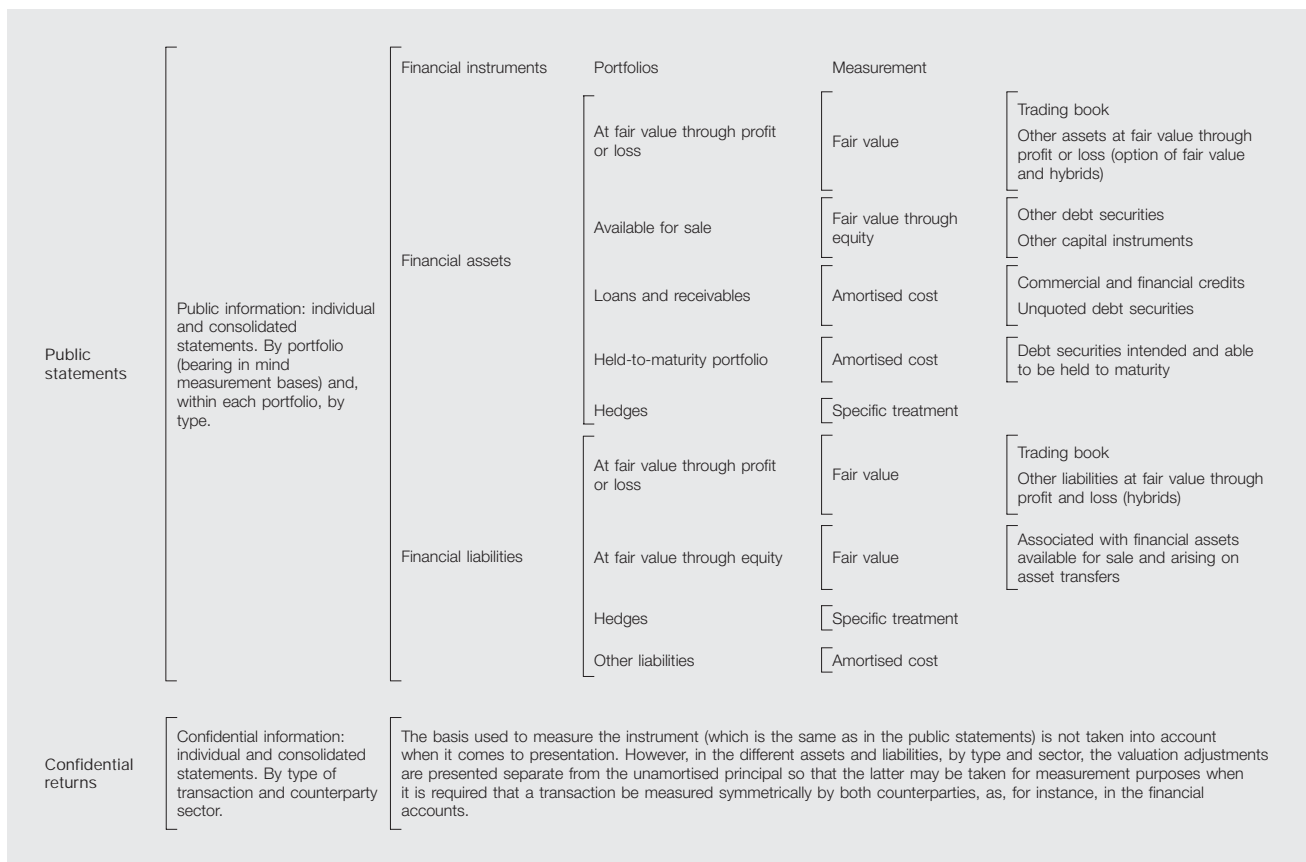 Public
statements
Public information: individual
and consolidated
statements. By portfolio
(bearing in mind
measurement bases) and,
within each portfolio, by
type.
Financial instruments
Portfolios
Measurement
Financial assets
At fair value through profit
or loss
Fair value
Trading book
Other assets at fair value through
profit or loss (option of fair value
and hybrids)
Available for sale
Fair value through
equity
Other debt securities
Other capital instruments
Loans and receivables
Amortised cost
Commercial and financial credits
Unquoted debt securities
Held-to-maturity portfolio
Amortised cost
Debt securities intended and able
to be held to maturity
Hedges
Specific treatment
Financial liabilities
At fair value through profit
or loss
Fair value
Trading book
Other liabilities at fair value through
profit and loss (hybrids)
At fair value through equity
Fair value
Associated with financial assets
available for sale and arising on
asset transfers
Hedges
Specific treatment
Other liabilities
Amortised cost
Confidential
returns
Confidential information:
individual and consolidated
statements. By type of
transaction and counterparty
sector.
The basis used to measure the instrument (which is the same as in the public statements) is not taken into account
when it comes to presentation. However, in the different assets and liabilities, by type and sector, the valuation adjustments
are presented separate from the unamortised principal so that the latter may be taken for measurement purposes when
it is required that a transaction be measured symmetrically by both counterparties, as, for instance, in the financial
accounts.